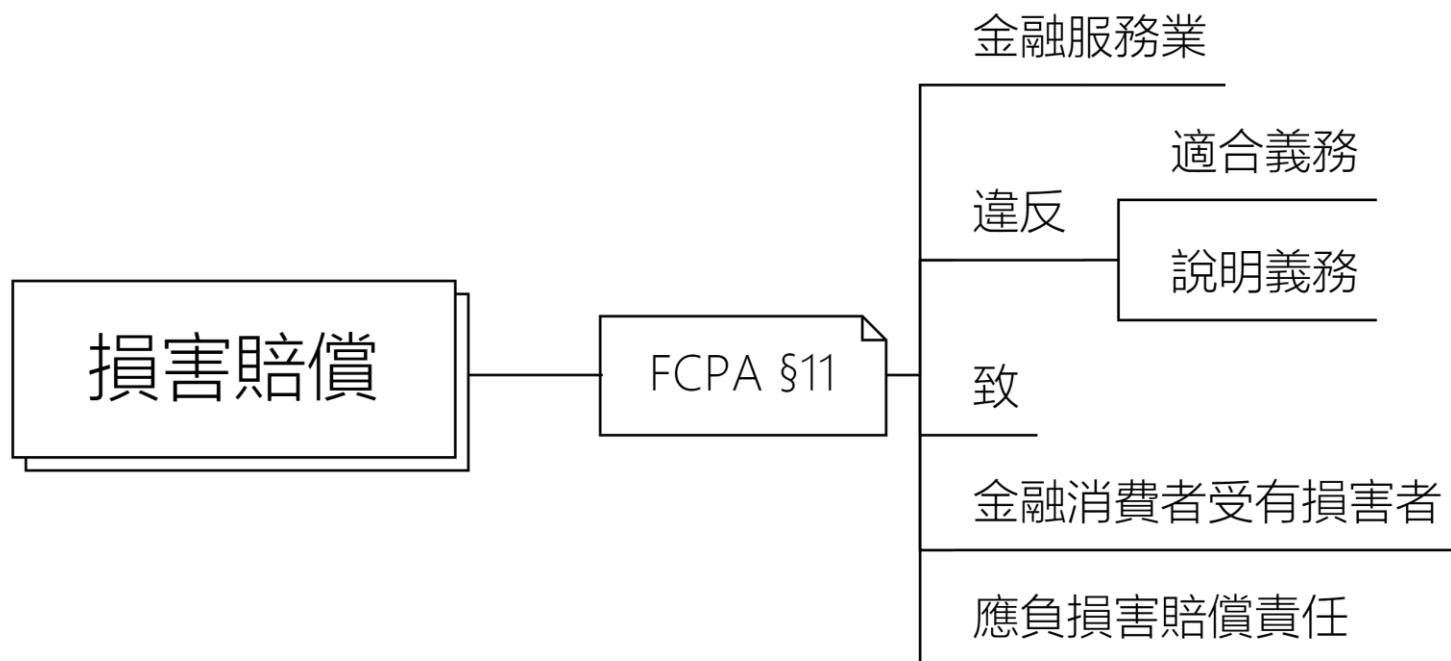 損害賠償
FCPA §11
金融服務業
違反
適合義務
說明義務
致
金融消費者受有損害者
應負損害賠償責任